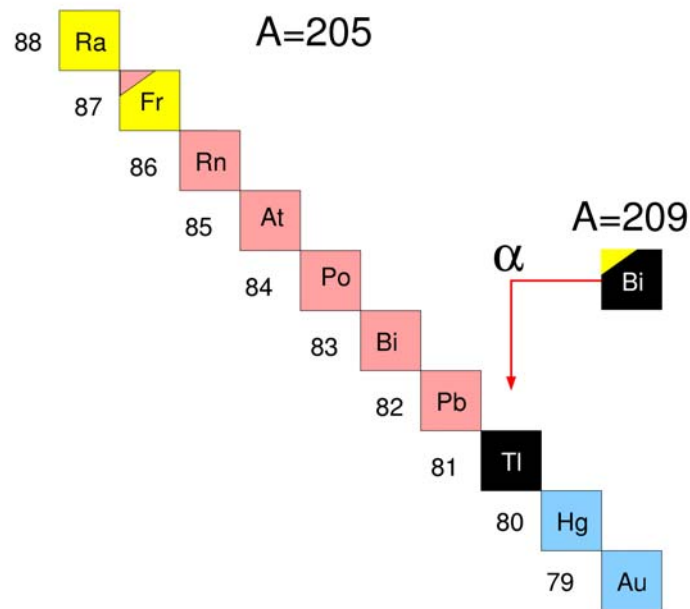 88 Ra A=205
87 Fr
86 Rn
85 At A=209
84 Po α Bi
83 Bi
82 Pb
81 Tl
80 Hg
79 Au